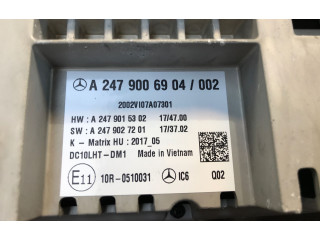 A 247 900 69 04 / 002
2002VI07A07301
HW : A 247 901 53 02 17/47.00
SW : A 247 902 72 01 17/37.02
K - Matrix HU : 2017_05
DC10LHT-DM1 Made in Vietnam
E11 10R-0510031 IC6 Q02